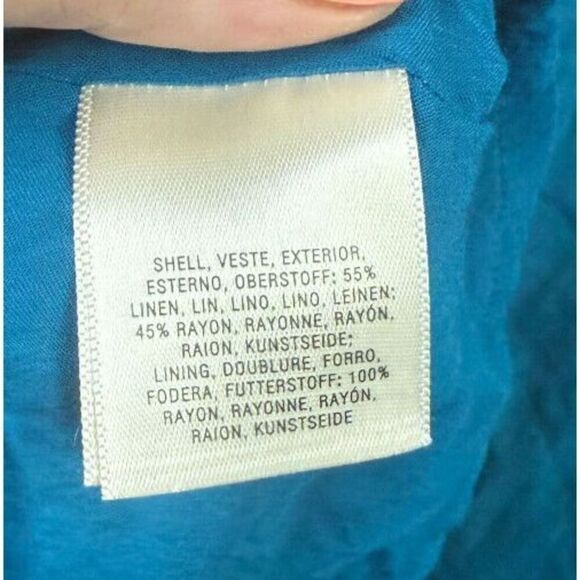 SHELL, VESTE, EXTERIOR,
ESTERNO, OBERSTOFF: 55%
LINEN, LIN, LINO, LINO, LEINEN;
45% RAYON, RAYONNE, RAYÓN,
RAION, KUNSTSEIDE;
LINING, DOUBLURE, FORRO,
FODERA, FUTTERSTOFF: 100%
RAYON, RAYONNE, RAYÓN,
RAION, KUNSTSEIDE